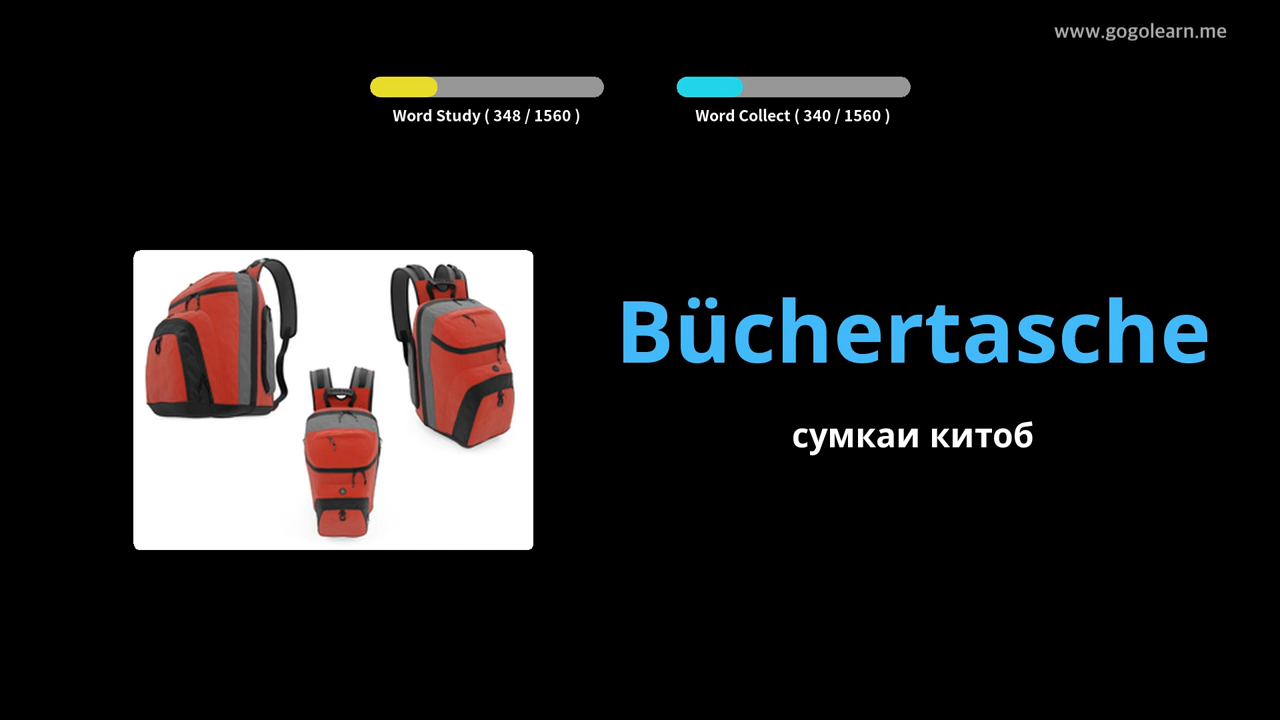 www.gogolearn.me
Word Study ( 348 / 1560 )
Word Collect ( 340 / 1560 )
Büchertasche
сумкаи китоб